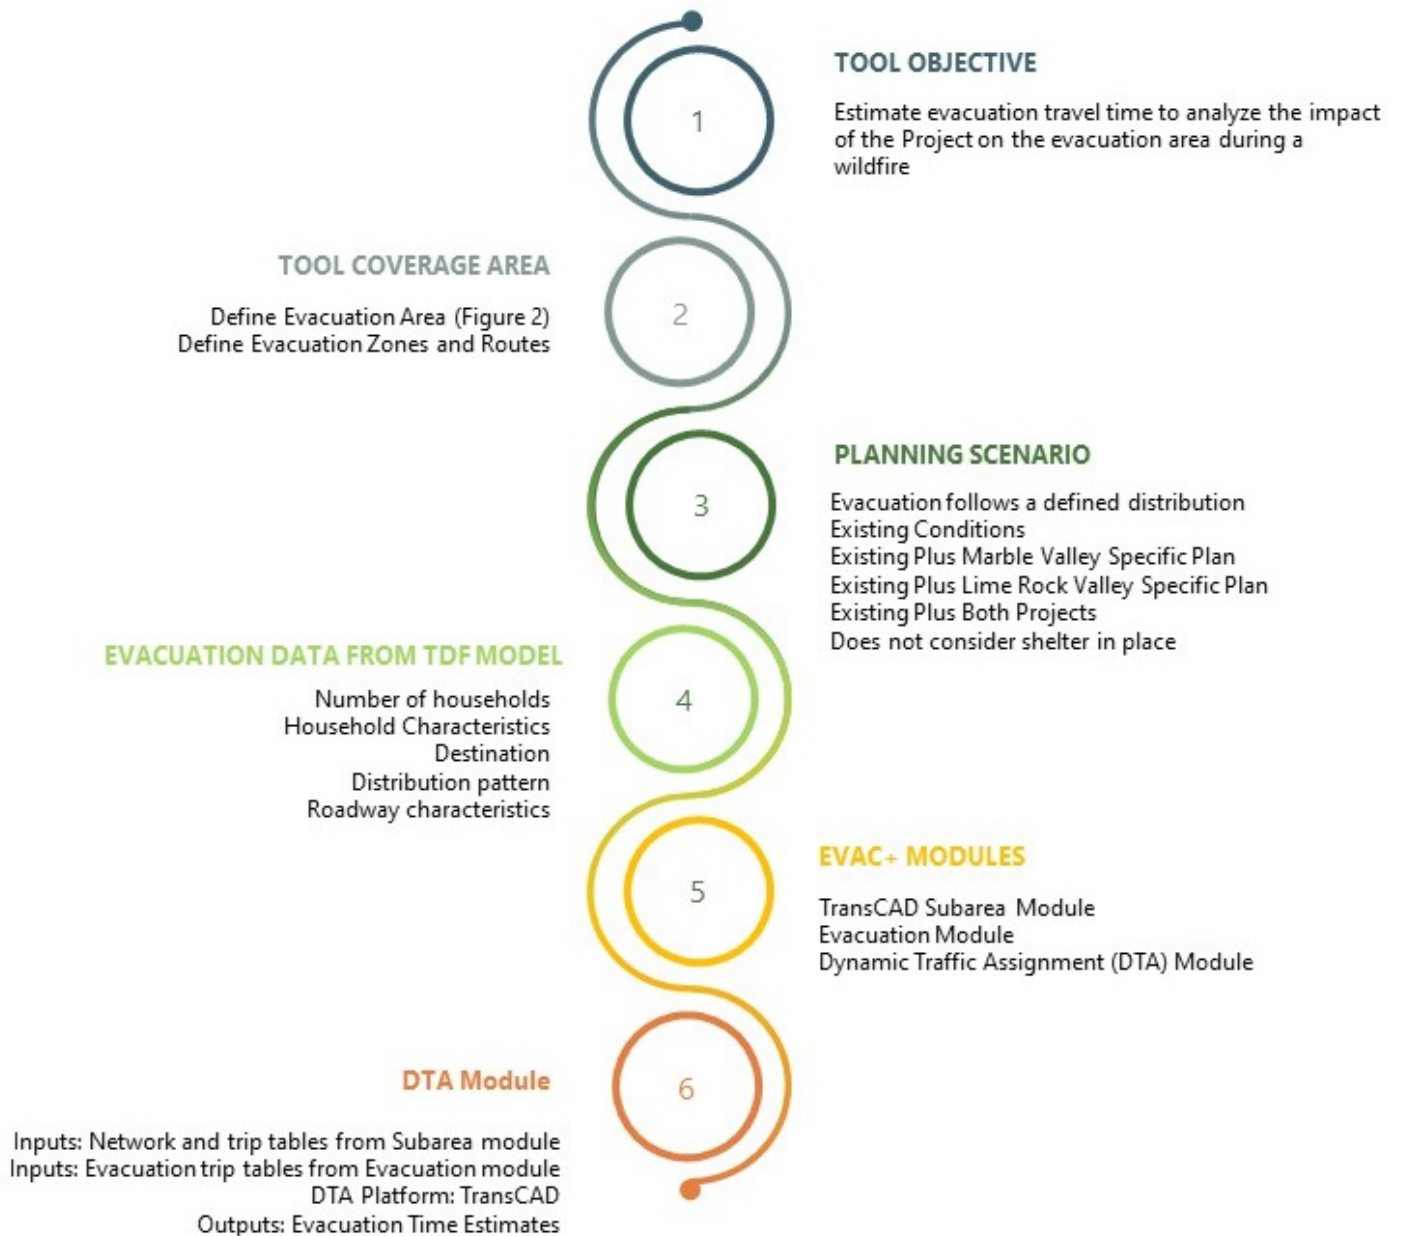 1
TOOL OBJECTIVE
Estimate evacuation travel time to analyze the impact
of the Project on the evacuation area during a
wildfire
TOOL COVERAGE AREA
Define Evacuation Area (Figure 2)
Define Evacuation Zones and Routes
2
3
PLANNING SCENARIO
Evacuation follows a defined distribution
Existing Conditions
Existing Plus Marble Valley Specific Plan
Existing Plus Lime Rock Valley Specific Plan
Existing Plus Both Projects
Does not consider shelter in place
EVACUATION DATA FROM TDF MODEL
Number of households
Household Characteristics
Destination
Distribution pattern
Roadway characteristics
4
5
EVAC+ MODULES
TransCAD Subarea Module
Evacuation Module
Dynamic Traffic Assignment (DTA) Module
DTA Module
Inputs: Network and trip tables from Subarea module
Inputs: Evacuation trip tables from Evacuation module
DTA Platform: TransCAD
Outputs: Evacuation Time Estimates
6